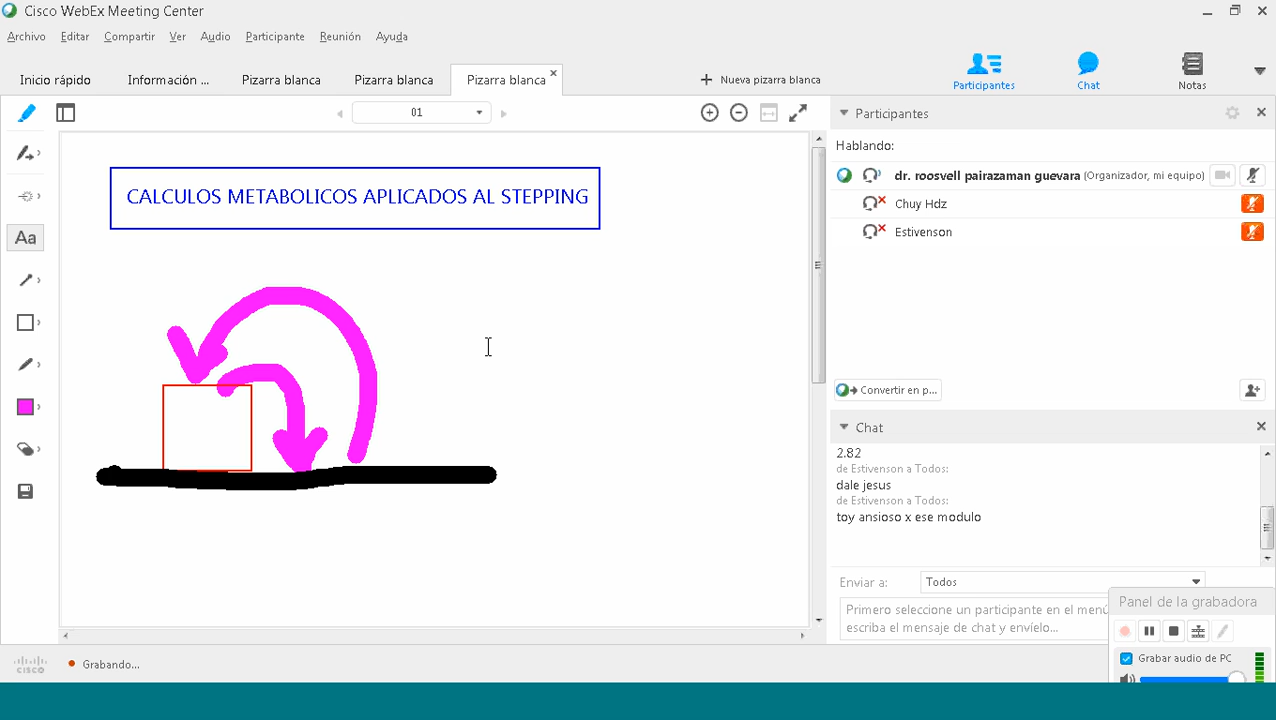 Cisco WebEx Meeting Center
Archivo Editar Compartir Ver Audio Participante Reunión Ayuda
Inicio rápido Información ... Pizarra blanca Pizarra blanca Pizarra blanca Nueva pizarra blanca
Participantes Chat Notas
01
Participantes
Hablando:
dr. roosvell pairazaman guevara (Organizador, mi equipo)
Chuy Hdz
Estivenson
CALCULOS METABOLICOS APLICADOS AL STEPPING
Aa
Convertir en p...
Chat
2.82
de Estivenson a Todos:
dale jesus
de Estivenson a Todos:
toy ansioso x ese modulo
Enviar a: Todos
Primero seleccione un participante en el menú
escriba el mensaje de chat y envíelo...
Panel de la grabadora
Grabar audio de PC
cisco
Grabando...